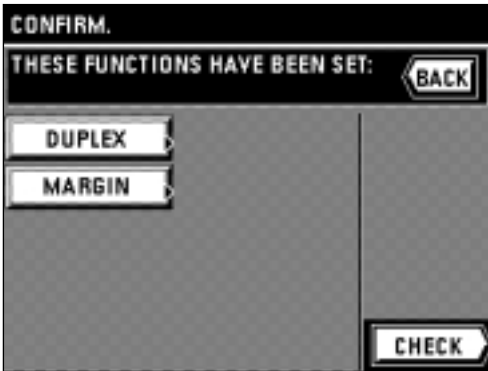 CONFIRM.
THESE FUNCTIONS HAVE BEEN SET:
BACK
DUPLEX
MARGIN
CHECK